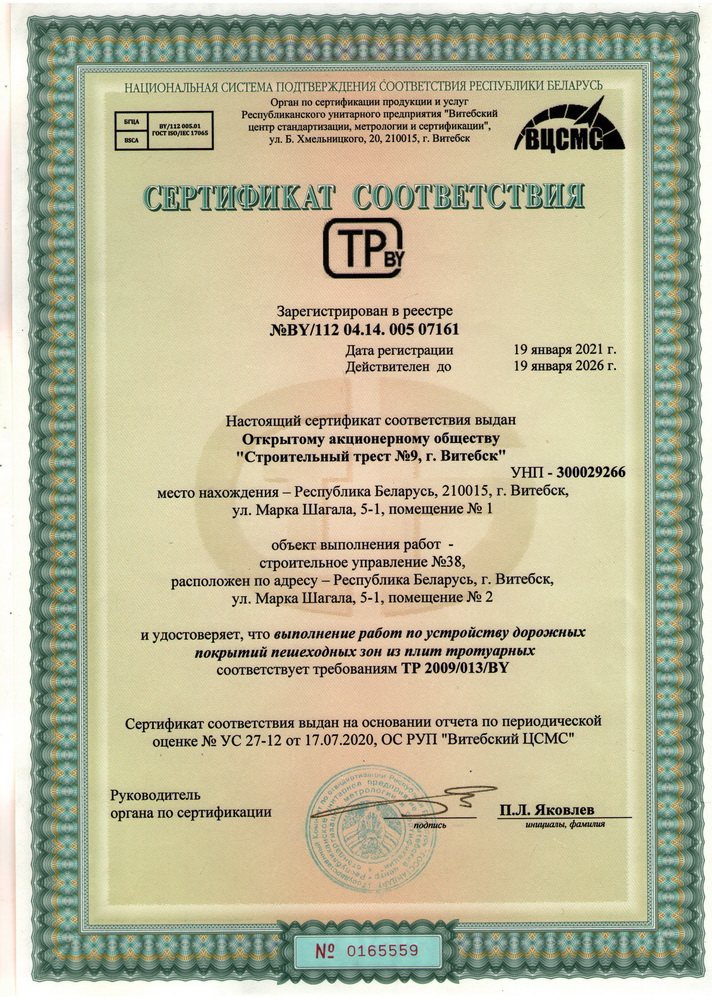 НАЦИОНАЛЬНАЯ СИСТЕМА ПОДТВЕРЖДЕНИЯ СООТВЕТСТВИЯ РЕСПУБЛИКИ БЕЛАРУСЬ
Орган по сертификации продукции и услуг
Республиканского унитарного предприятия "Витебский
центр стандартизации, метрологии и сертификации",
ул. Б. Хмельницкого, 20, 210015, г. Витебск
БГЦА
BSCA
BY/112 005.01
ГОСТ ISO/IEC 17065
ВЦСМС
СЕРТИФИКАТ СООТВЕТСТВИЯ
ТР BY
Зарегистрирован в реестре
№BY/112 04.14. 005 07161
Дата регистрации 19 января 2021 г.
Действителен до 19 января 2026 г.
Настоящий сертификат соответствия выдан
Открытому акционерному обществу
"Строительный трест №9, г. Витебск"
УНП - 300029266
место нахождения – Республика Беларусь, 210015, г. Витебск,
ул. Марка Шагала, 5-1, помещение № 1
объект выполнения работ -
строительное управление №38,
расположен по адресу – Республика Беларусь, г. Витебск,
ул. Марка Шагала, 5-1, помещение № 2
и удостоверяет, что выполнение работ по устройству дорожных
покрытий пешеходных зон из плит тротуарных
соответствует требованиям ТР 2009/013/BY
Сертификат соответствия выдан на основании отчета по периодической
оценке № УС 27-12 от 17.07.2020, ОС РУП "Витебский ЦСМС"
Руководитель
органа по сертификации
П.Л. Яковлев
подпись
инициалы, фамилия
№ 0165559